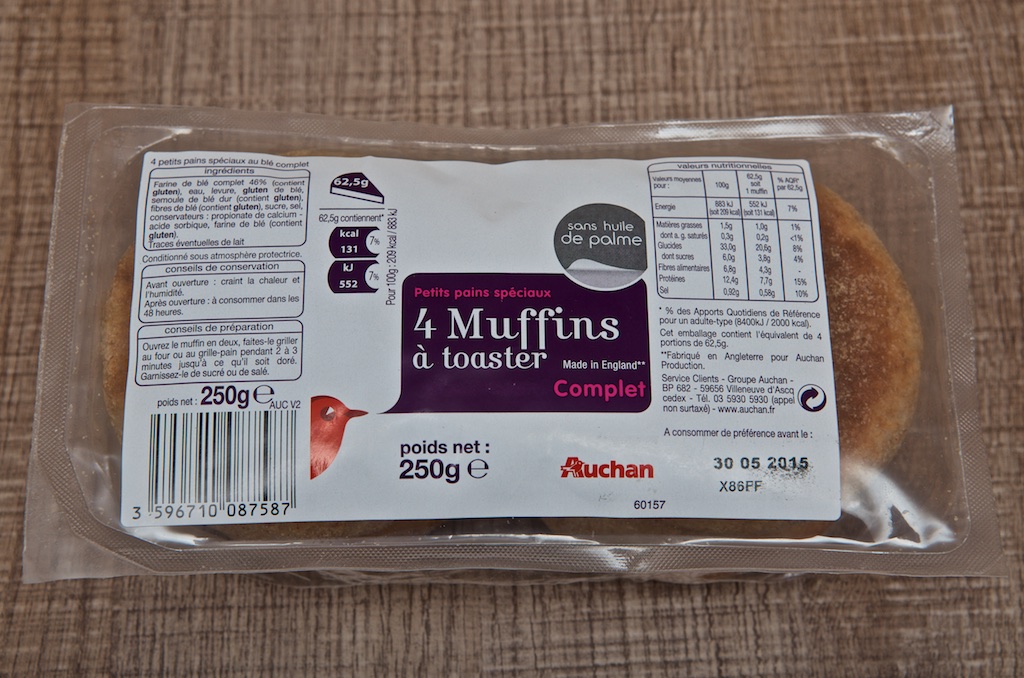 4 petits pains spéciaux au blé complet
ingrédients
Farine de blé complet 46% (contient
gluten), eau, levure, gluten de blé,
semoule de blé dur (contient gluten),
fibres de blé (contient gluten), sucre, sel,
conservateurs : propionate de calcium -
acide sorbique, farine de blé (contient
gluten).
Traces éventuelles de lait
Conditionné sous atmosphère protectrice.
conseils de conservation
Avant ouverture : craint la chaleur et
l'humidité.
Après ouverture : à consommer dans les
48 heures.
conseils de préparation
Ouvrez le muffin en deux, faites-le griller
au four ou au grille-pain pendant 2 à 3
minutes jusqu'à ce qu'il soit doré.
Garnissez-le de sucré ou de salé.
poids net : 250g e
AUC V2
3 596710 087587
62,5g
62,5g contiennent*
kcal
131
7%
kJ
552
7%
Pour 100g : 209 kcal / 883 kJ
sans huile
de palme
Petits pains spéciaux
4 Muffins
à toaster
Made in England**
Complet
poids net :
250g e
Auchan
60157
valeurs nutritionnelles
Valeurs moyennes pour : 100g 62,5g soit 1 muffin % AQR* par 62,5g
Energie 883 kJ (soit 209 kcal) 552 kJ (soit 131 kcal) 7%
Matières grasses 1,5g 1,0g 1%
dont a.g. saturés 0,3g 0,2g <1%
Glucides 33,0g 20,6g 8%
dont sucres 6,0g 3,8g 4%
Fibres alimentaires 6,8g 4,3g -
Protéines 12,4g 7,7g 15%
Sel 0,92g 0,58g 10%
* % des Apports Quotidiens de Référence
pour un adulte-type (8400kJ / 2000 kcal).
Cet emballage contient l'équivalent de 4
portions de 62,5g.
**Fabriqué en Angleterre pour Auchan
Production.
Service Clients - Groupe Auchan -
BP 682 - 59656 Villeneuve d'Ascq
cedex - Tél. 03 5930 5930 (appel
non surtaxé) - www.auchan.fr
A consommer de préférence avant le :
30 05 2015
X86FF